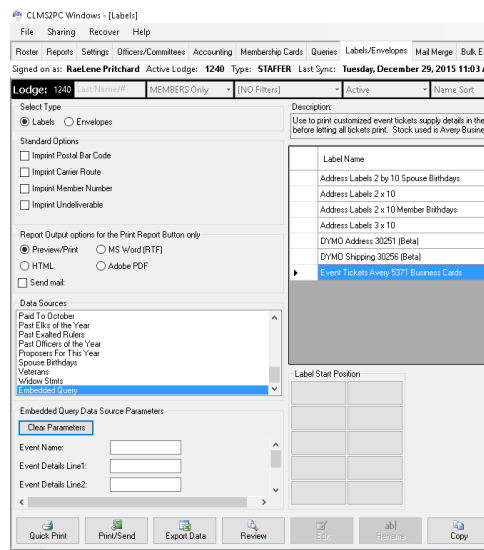 CLMS2PC Windows - [Labels]
File Sharing Recover Help
Roster Reports Settings Officers/Committees Accounting Membership Cards Queries Labels/Envelopes Mail Merge Bulk E
Signed on as: RaeLene Pritchard Active Lodge: 1240 Type: STAFFER Last Sync: Tuesday, December 29, 2015 11:03 A
Lodge: 1240 Last Name/# MEMBERS Only [NO Filters] Active Name Sort
Select Type
Labels Envelopes
Standard Options
Imprint Postal Bar Code
Imprint Carrier Route
Imprint Member Number
Imprint Undeliverable
Report Output options for the Print Report Button only
Preview/Print MS Word (RTF)
HTML Adobe PDF
Send mail:
Data Sources
Paid To October
Past Elks of the Year
Past Exalted Rulers
Past Officers of the Year
Proposers For This Year
Spouse Birthdays
Veterans
Widow Stmts
Embedded Query
Embedded Query Data Source Parameters
Clear Parameters
Event Name:
Event Details Line1:
Event Details Line2:
Description:
Use to print customized event tickets supply details in the
before letting all tickets print. Stock used is Avery Busine
Label Name
Address Labels 2 by 10 Spouse Birthdays
Address Labels 2 x 10
Address Labels 2 x 10 Member Brithdays
Address Labels 3 x 10
DYMO Address 30251 (Beta)
DYMO Shipping 30256 (Beta)
Event Tickets Avery 5371 Business Cards
Label Start Position
Quick Print Print/Send Export Data Review Edit Rename Copy